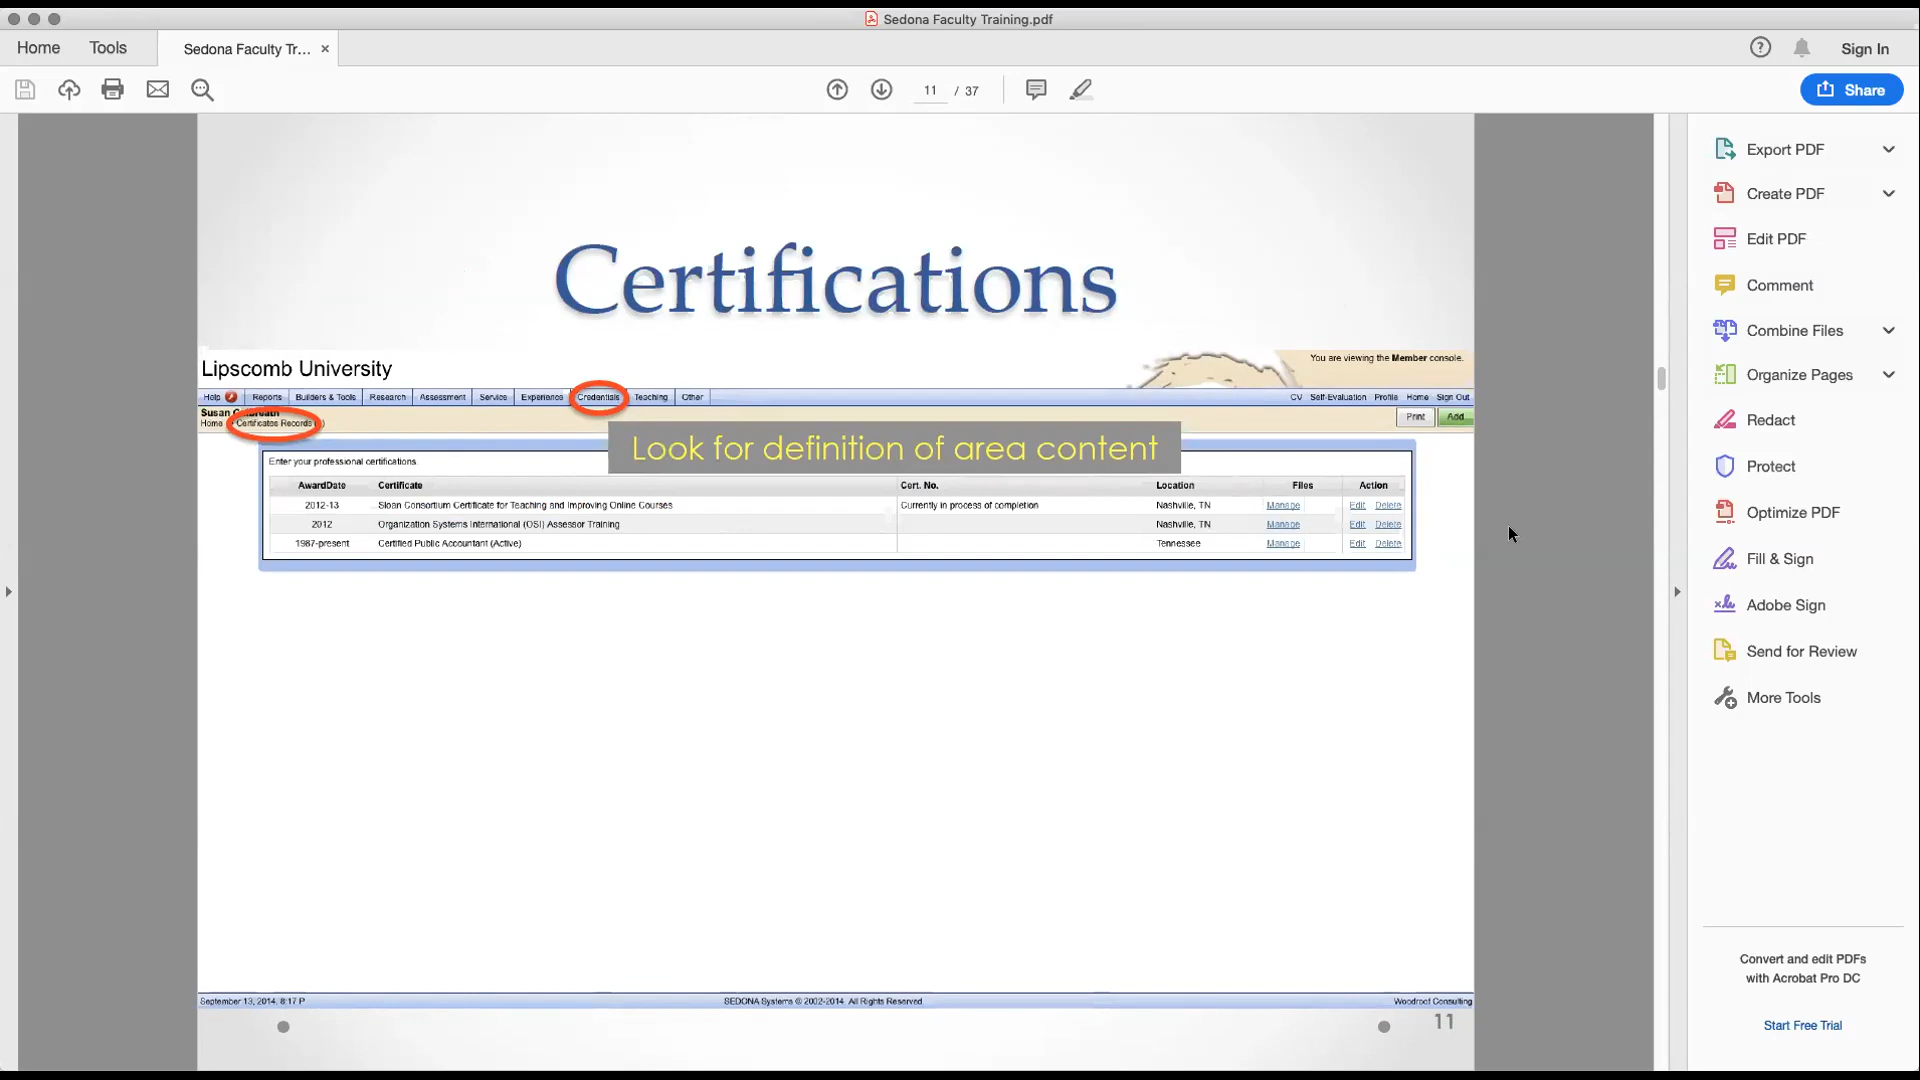 Sedona Faculty Training.pdf
Home Tools Sedona Faculty Tr... × Sign In
11 / 37 Share
Certifications
Lipscomb University
You are viewing the Member console.
Help Reports Builders & Tools Research Assessment Service Experience Credentials Teaching Other CV Self-Evaluation Profile Home Sign Out
Susan
Home Certificates Records Print Add
Look for definition of area content
Enter your professional certifications.
AwardDate Certificate Cert. No. Location Files Action
2012-13 Sloan Consortium Certificate for Teaching and Improving Online Courses Currently in process of completion Nashville, TN Manage Edit Delete
2012 Organization Systems International (OSI) Assessor Training Nashville, TN Manage Edit Delete
1987-present Certified Public Accountant (Active) Tennessee Manage Edit Delete
September 13, 2014, 8:17 P SEDONA Systems © 2002-2014. All Rights Reserved Woodroof Consulting
11
Export PDF
Create PDF
Edit PDF
Comment
Combine Files
Organize Pages
Redact
Protect
Optimize PDF
Fill & Sign
Adobe Sign
Send for Review
More Tools
Convert and edit PDFs
with Acrobat Pro DC
Start Free Trial